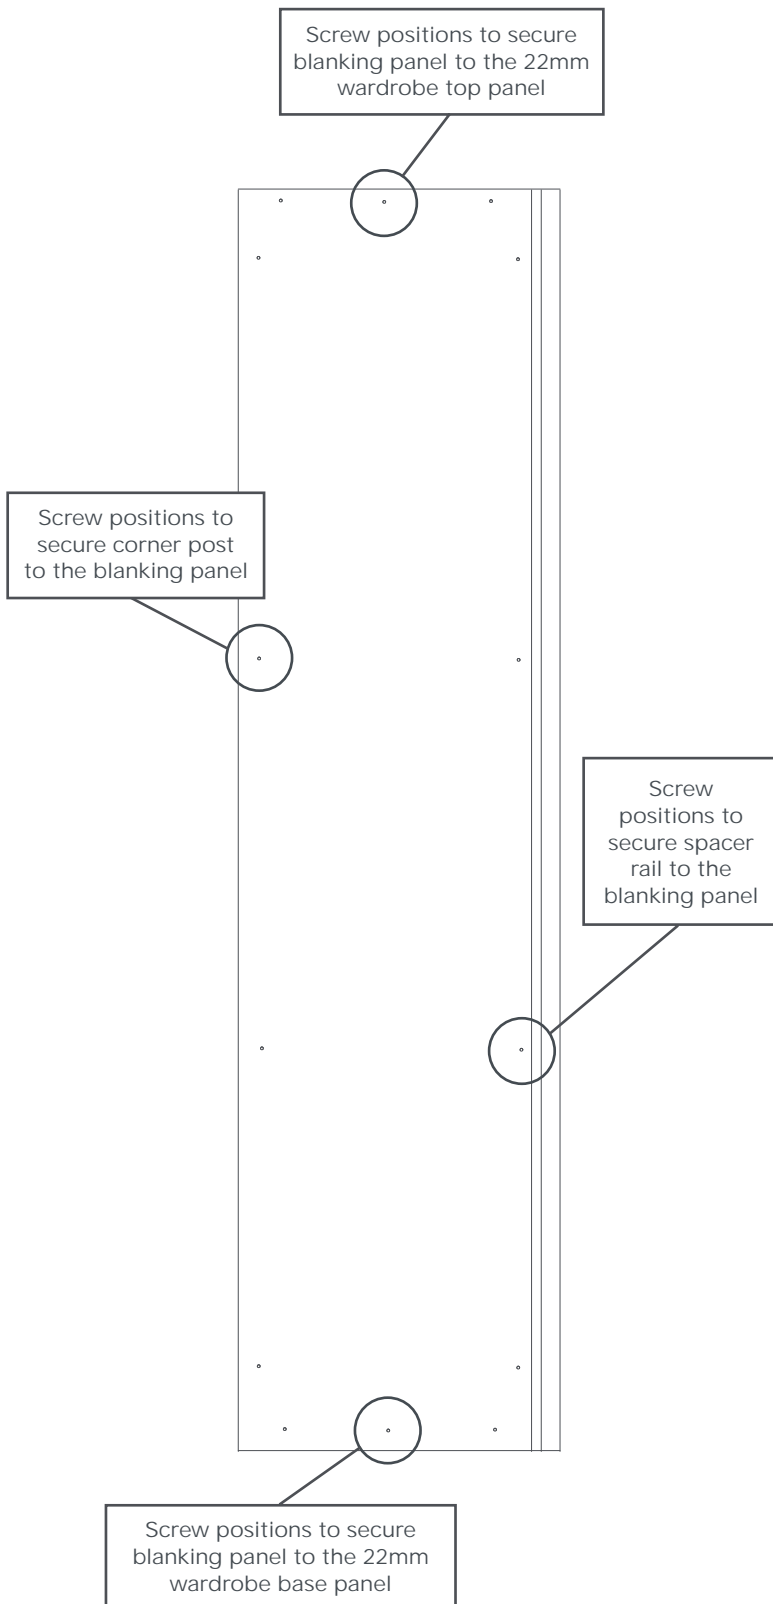 Screw positions to secure
blanking panel to the 22mm
wardrobe top panel
Screw positions to
secure corner post
to the blanking panel
Screw
positions to
secure spacer
rail to the
blanking panel
Screw positions to secure
blanking panel to the 22mm
wardrobe base panel